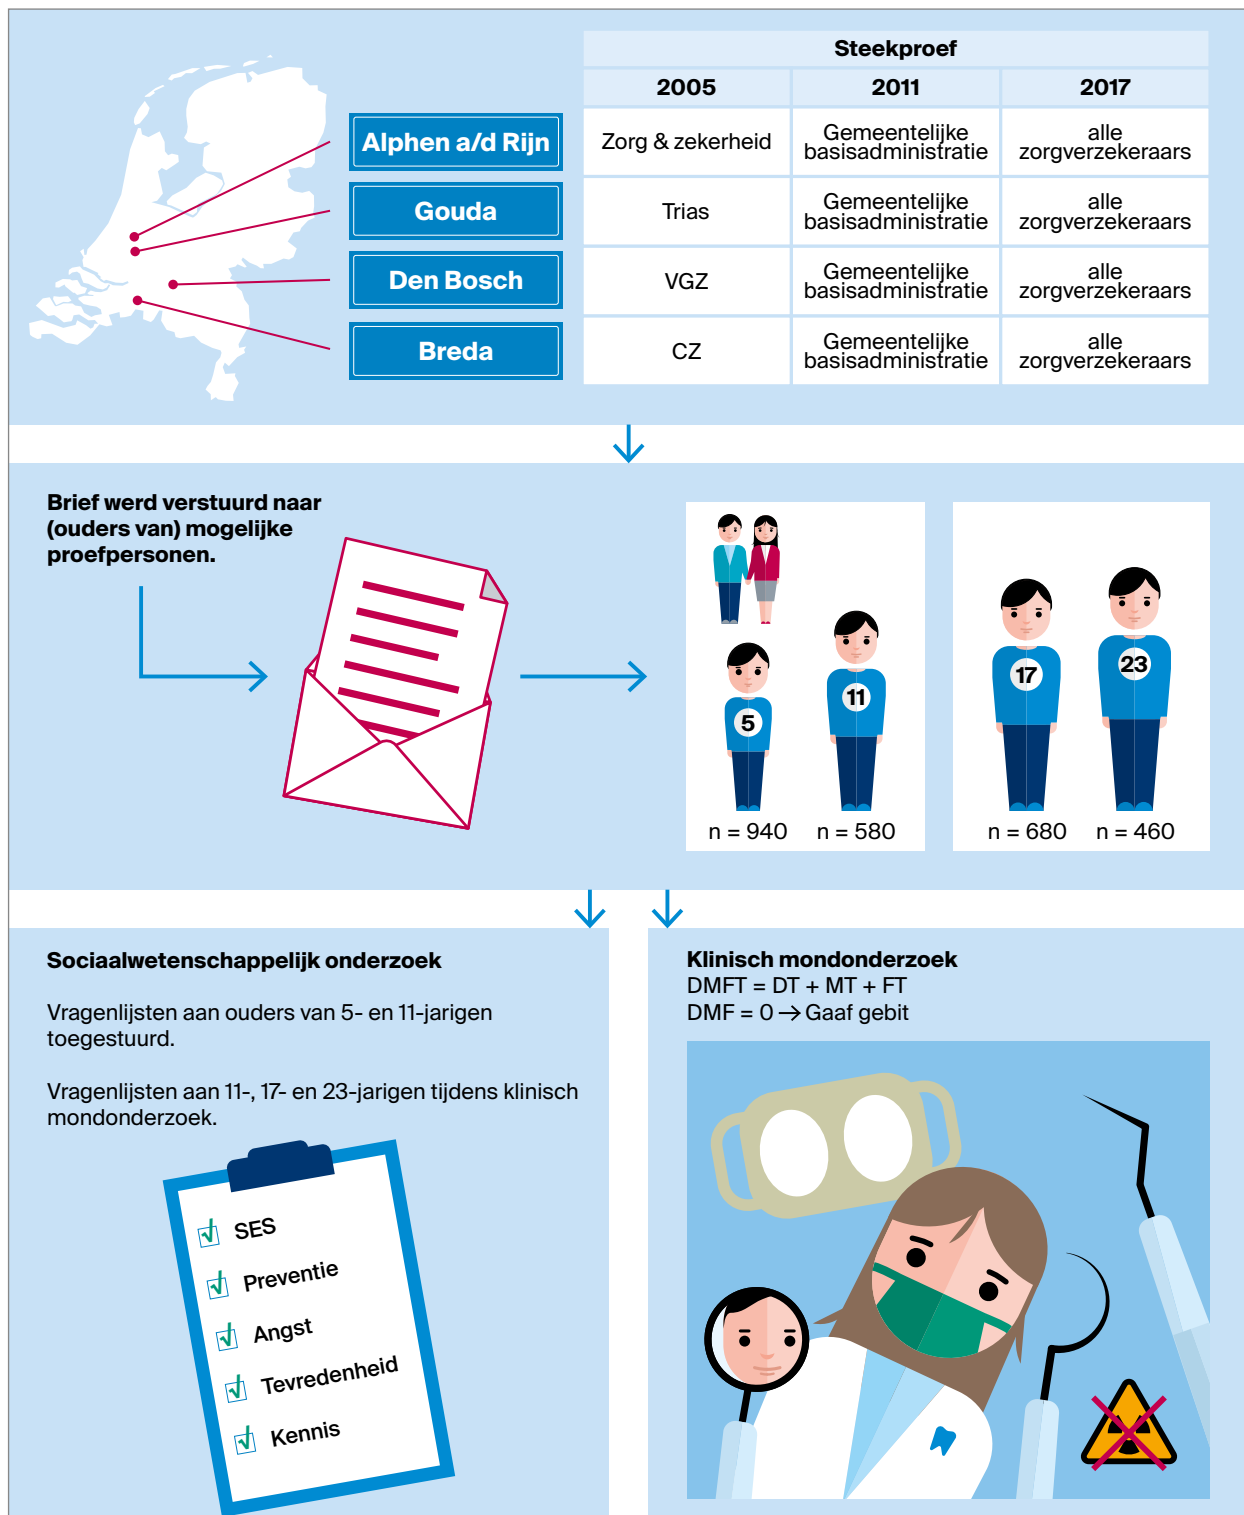 Steekproef
2005 2011 2017
Alphen a/d Rijn
Zorg & zekerheid
Gemeentelijke
basisadministratie
alle
zorgverzekeraars
Gouda
Trias
Gemeentelijke
basisadministratie
alle
zorgverzekeraars
Den Bosch
VGZ
Gemeentelijke
basisadministratie
alle
zorgverzekeraars
Breda
CZ
Gemeentelijke
basisadministratie
alle
zorgverzekeraars
Brief werd verstuurd naar
(ouders van) mogelijke
proefpersonen.
5
11
17
23
n = 940
n = 580
n = 680
n = 460
Sociaalwetenschappelijk onderzoek
Vragenlijsten aan ouders van 5- en 11-jarigen
toegestuurd.
Vragenlijsten aan 11-, 17- en 23-jarigen tijdens klinisch
mondonderzoek.
SES
Preventie
Angst
Tevredenheid
Kennis
Klinisch mondonderzoek
DMFT = DT + MT + FT
DMF = 0 → Gaaf gebit